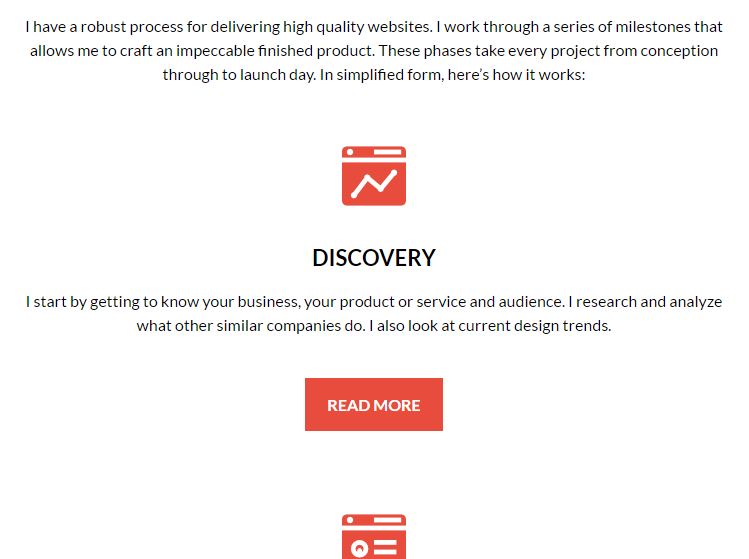 I have a robust process for delivering high quality websites. I work through a series of milestones that
allows me to craft an impeccable finished product. These phases take every project from conception
through to launch day. In simplified form, here’s how it works:
DISCOVERY
I start by getting to know your business, your product or service and audience. I research and analyze
what other similar companies do. I also look at current design trends.
READ MORE